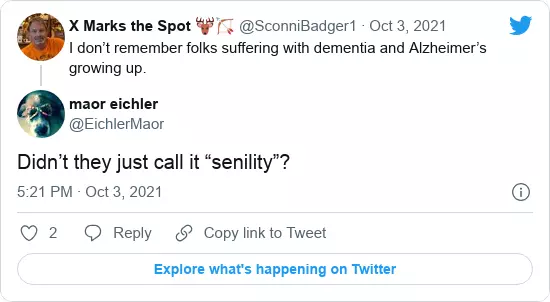 X Marks the Spot 🦌🏹 @SconniBadger1 · Oct 3, 2021
I don’t remember folks suffering with dementia and Alzheimer’s
growing up.
maor eichler
@EichlerMaor
Didn’t they just call it “senility”?
5:21 PM · Oct 3, 2021
2 Reply Copy link to Tweet
Explore what's happening on Twitter